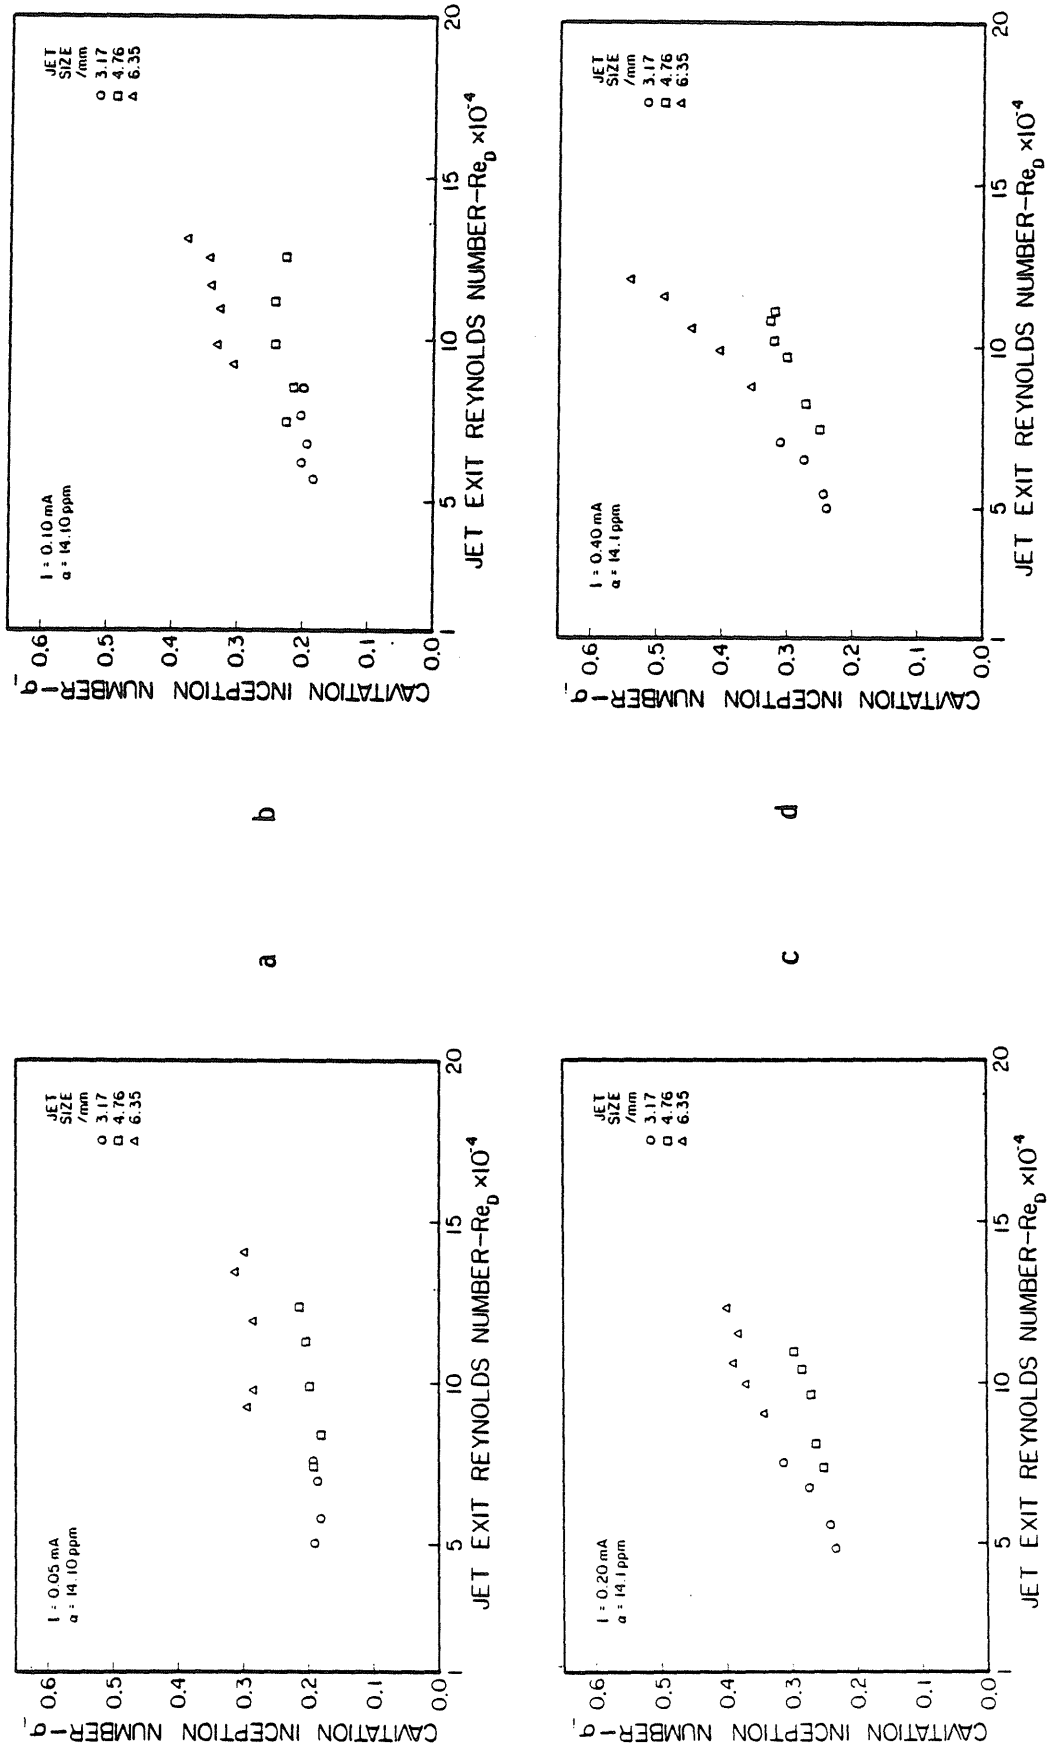 I = 0.05 mA
α = 14.10 ppm
JET
SIZE
/mm
○ 3.17
□ 4.76
△ 6.35
0.6
0.5
0.4
0.3
0.2
0.1
0.0
CAVITATION INCEPTION NUMBER-σi
5
10
15
20
JET EXIT REYNOLDS NUMBER-ReD ×10-4
a
I = 0.10 mA
α = 14.10 ppm
JET
SIZE
/mm
○ 3.17
□ 4.76
△ 6.35
0.6
0.5
0.4
0.3
0.2
0.1
0.0
CAVITATION INCEPTION NUMBER-σi
5
10
15
20
JET EXIT REYNOLDS NUMBER-ReD ×10-4
b
I = 0.20 mA
α = 14.1 ppm
JET
SIZE
/mm
○ 3.17
□ 4.76
△ 6.35
0.6
0.5
0.4
0.3
0.2
0.1
0.0
CAVITATION INCEPTION NUMBER-σi
5
10
15
20
JET EXIT REYNOLDS NUMBER-ReD ×10-4
c
I = 0.40 mA
α = 14.1 ppm
JET
SIZE
/mm
○ 3.17
□ 4.76
△ 6.35
0.6
0.5
0.4
0.3
0.2
0.1
0.0
CAVITATION INCEPTION NUMBER-σi
5
10
15
20
JET EXIT REYNOLDS NUMBER-ReD ×10-4
d